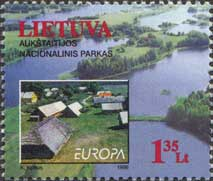 LIETUVA
AUKŠTAITIJOS
NACIONALINIS PARKAS
EUROPA
1 35 Lt
1999